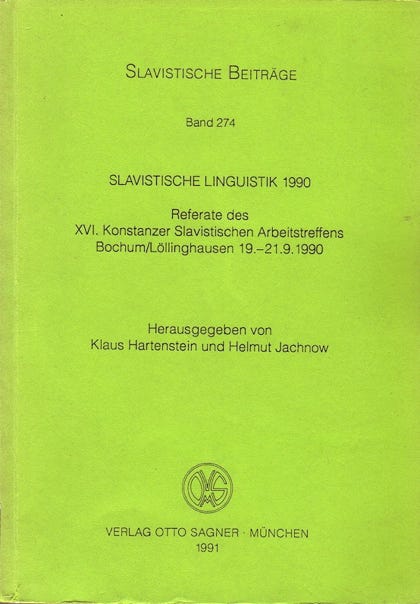 SLAVISTISCHE BEITRÄGE
Band 274
SLAVISTISCHE LINGUISTIK 1990
Referate des
XVI. Konstanzer Slavistischen Arbeitstreffens
Bochum/Löllinghausen 19.–21.9.1990
Herausgegeben von
Klaus Hartenstein und Helmut Jachnow
VERLAG OTTO SAGNER · MÜNCHEN
1991